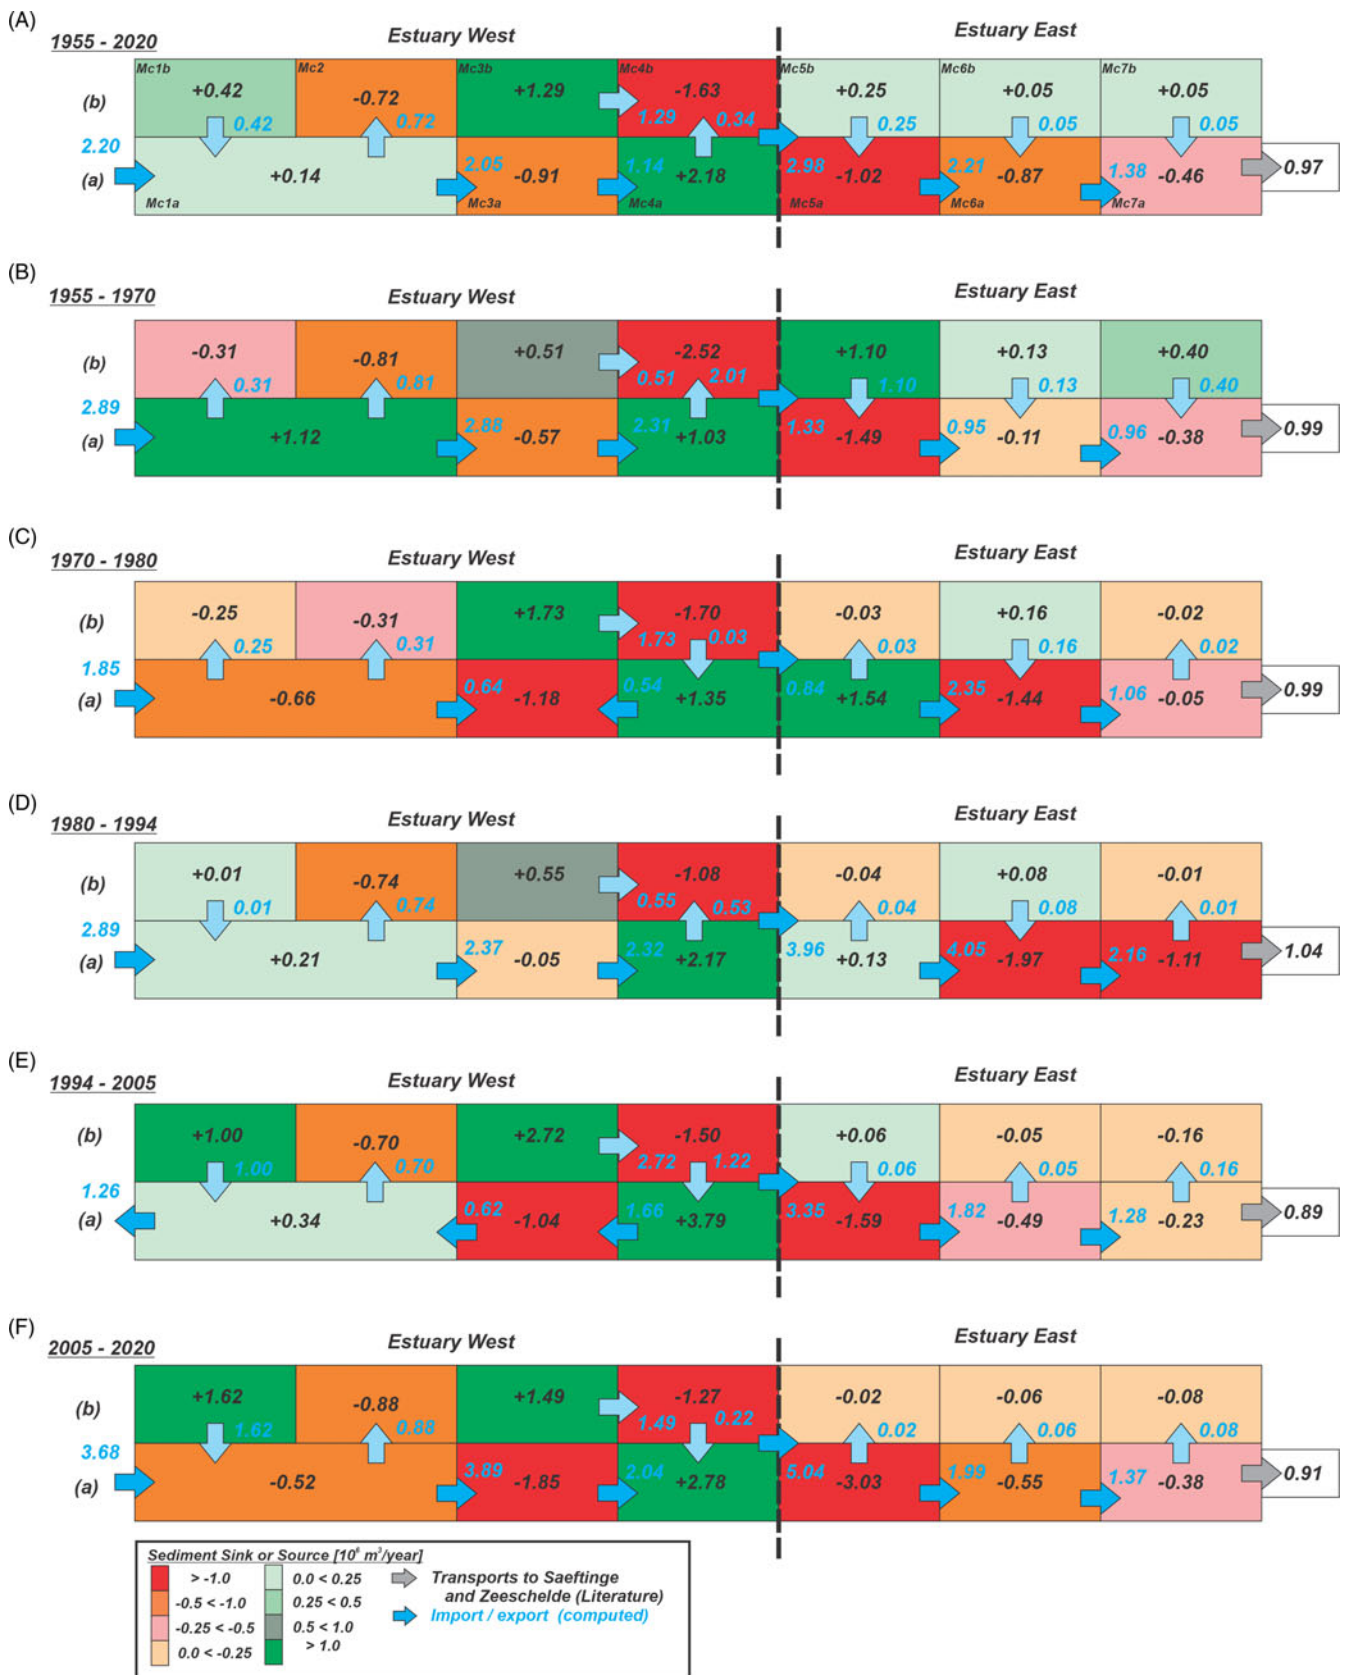 (A)
1955 - 2020
Estuary West
Estuary East
Mc1b Mc2 Mc3b Mc4b Mc5b Mc6b Mc7b
(b) +0.42 -0.72 +1.29 -1.63 +0.25 +0.05 +0.05
0.42 0.72 1.29 0.34 0.25 0.05 0.05
2.20
(a) +0.14 2.05 -0.91 1.14 +2.18 2.98 -1.02 2.21 -0.87 1.38 -0.46 0.97
Mc1a Mc3a Mc4a Mc5a Mc6a Mc7a
(B)
1955 - 1970
Estuary West
Estuary East
(b) -0.31 -0.81 +0.51 -2.52 +1.10 +0.13 +0.40
0.31 0.81 0.51 2.01 1.10 0.13 0.40
2.89
(a) +1.12 2.88 -0.57 2.31 +1.03 1.33 -1.49 0.95 -0.11 0.96 -0.38 0.99
(C)
1970 - 1980
Estuary West
Estuary East
(b) -0.25 -0.31 +1.73 -1.70 -0.03 +0.16 -0.02
0.25 0.31 1.73 0.03 0.03 0.16 0.02
1.85
(a) -0.66 0.64 -1.18 0.54 +1.35 0.84 +1.54 2.35 -1.44 1.06 -0.05 0.99
(D)
1980 - 1994
Estuary West
Estuary East
(b) +0.01 -0.74 +0.55 -1.08 -0.04 +0.08 -0.01
0.01 0.74 0.55 0.53 0.04 0.08 0.01
2.89
(a) +0.21 2.37 -0.05 2.32 +2.17 3.96 +0.13 4.05 -1.97 2.16 -1.11 1.04
(E)
1994 - 2005
Estuary West
Estuary East
(b) +1.00 -0.70 +2.72 -1.50 +0.06 -0.05 -0.16
1.00 0.70 2.72 1.22 0.06 0.05 0.16
1.26
(a) +0.34 0.62 -1.04 1.66 +3.79 3.35 -1.59 1.82 -0.49 1.28 -0.23 0.89
(F)
2005 - 2020
Estuary West
Estuary East
(b) +1.62 -0.88 +1.49 -1.27 -0.02 -0.06 -0.08
1.62 0.88 1.49 0.22 0.02 0.06 0.08
3.68
(a) -0.52 3.89 -1.85 2.04 +2.78 5.04 -3.03 1.99 -0.55 1.37 -0.38 0.91
Sediment Sink or Source [10⁶ m³/year]
> -1.0
-0.5 < -1.0
-0.25 < -0.5
0.0 < -0.25
0.0 < 0.25
0.25 < 0.5
0.5 < 1.0
> 1.0
Transports to Saeftinge
and Zeeschelde (Literature)
Import / export (computed)